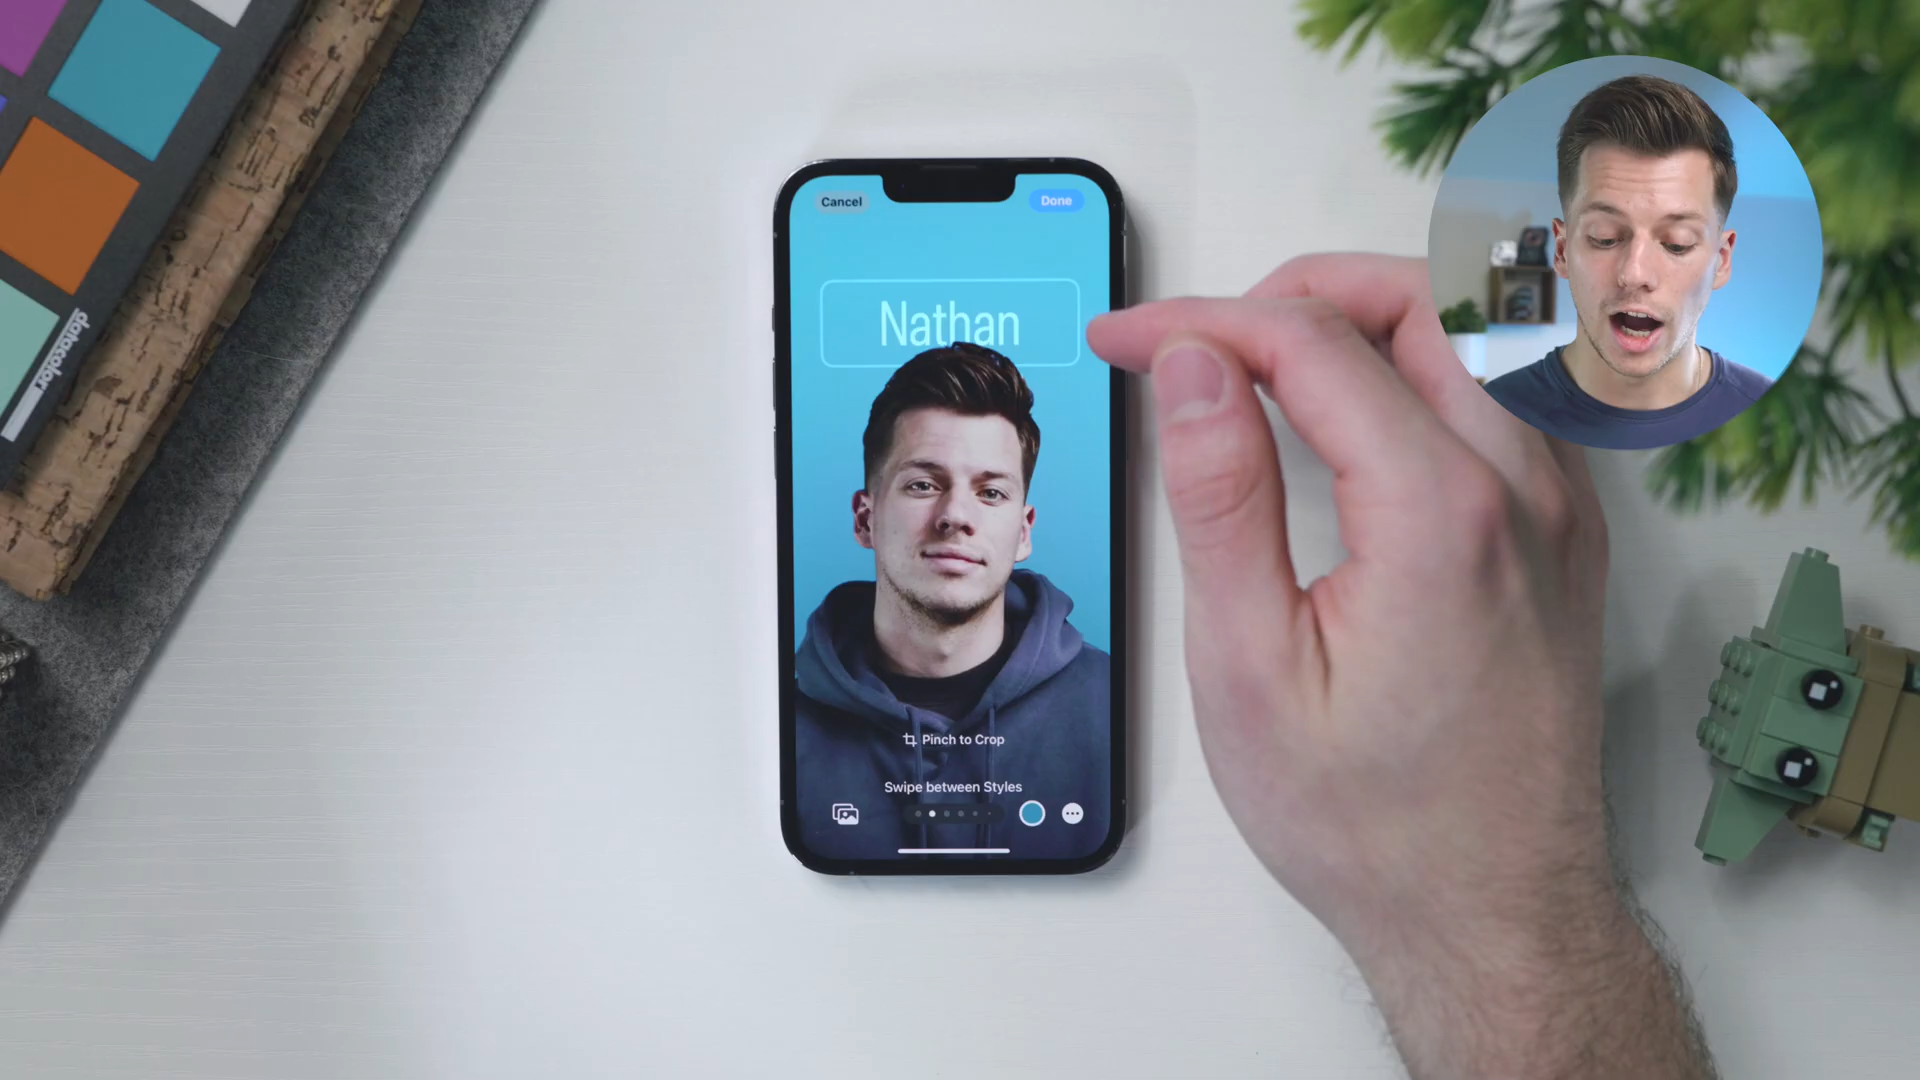 datacolor
Cancel
Done
Nathan
Pinch to Crop
Swipe between Styles